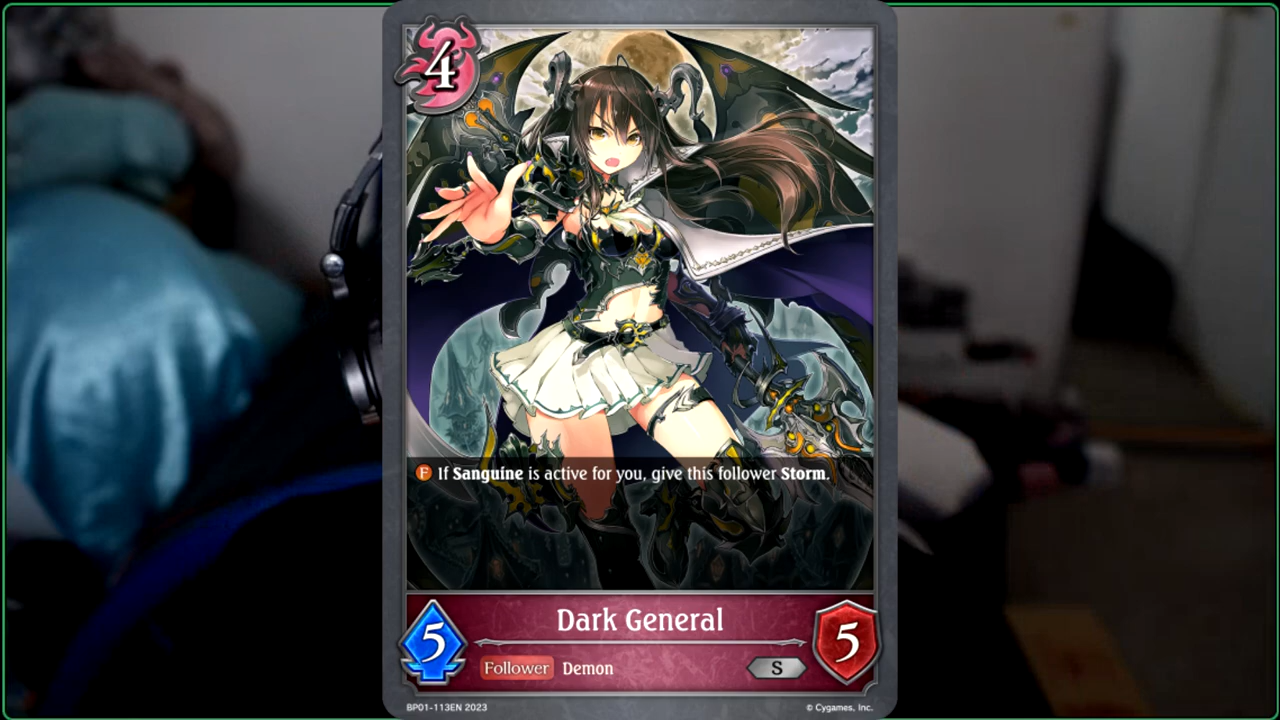 4
F If Sanguine is active for you, give this follower Storm.
Dark General
5
5
Follower Demon
S
BP01-113EN 2023
© Cygames, Inc.